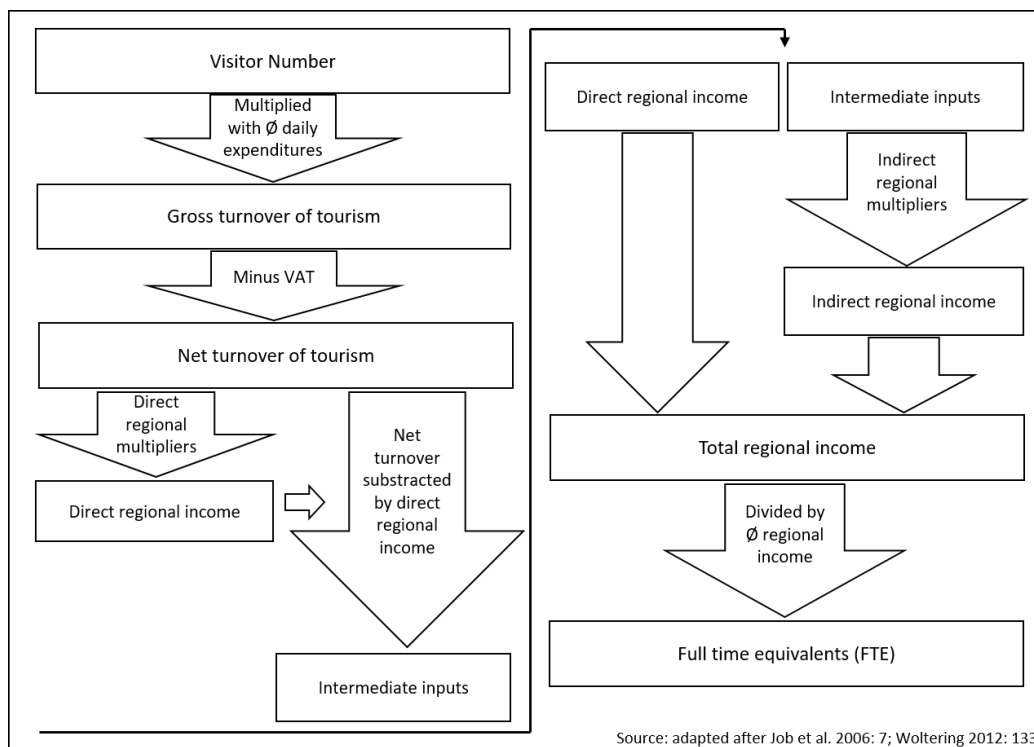 Visitor Number
Multiplied
with Ø daily
expenditures
Gross turnover of tourism
Minus VAT
Net turnover of tourism
Direct
regional
multipliers
Direct regional income
Net
turnover
substracted
by direct
regional
income
Intermediate inputs
Direct regional income
Intermediate inputs
Indirect
regional
multipliers
Indirect regional income
Total regional income
Divided by
Ø regional
income
Full time equivalents (FTE)
Source: adapted after Job et al. 2006: 7; Woltering 2012: 133